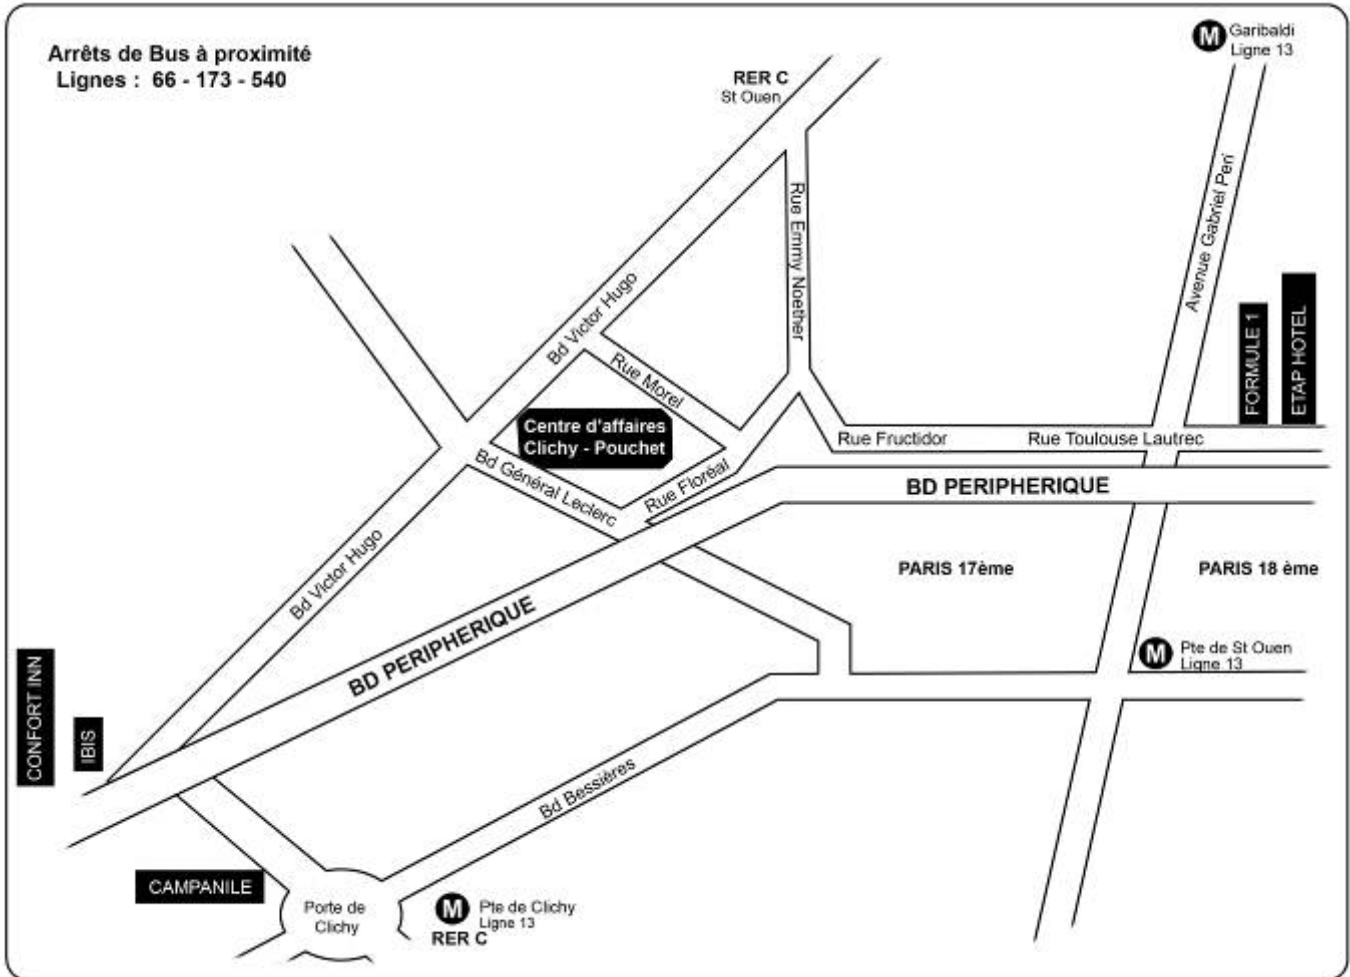 Garibaldi
Ligne 13
M
Arrêts de Bus à proximité
Lignes : 66 - 173 - 540
RER C
St Ouen
Avenue Gabriel Peri
Rue Emmy Noether
Bd Victor Hugo
FORMULE 1
ETAP HOTEL
Rue Morel
Centre d'affaires
Clichy - Pouchet
Rue Fructidor
Rue Toulouse Lautrec
Bd Général Leclerc
Rue Floréal
BD PERIPHERIQUE
Bd Victor Hugo
PARIS 17ème
PARIS 18 ème
BD PERIPHERIQUE
M
Pte de St Ouen
Ligne 13
CONFORT INN
IBIS
Bd Bessières
CAMPANILE
Porte de
Clichy
M
Pte de Clichy
Ligne 13
RER C